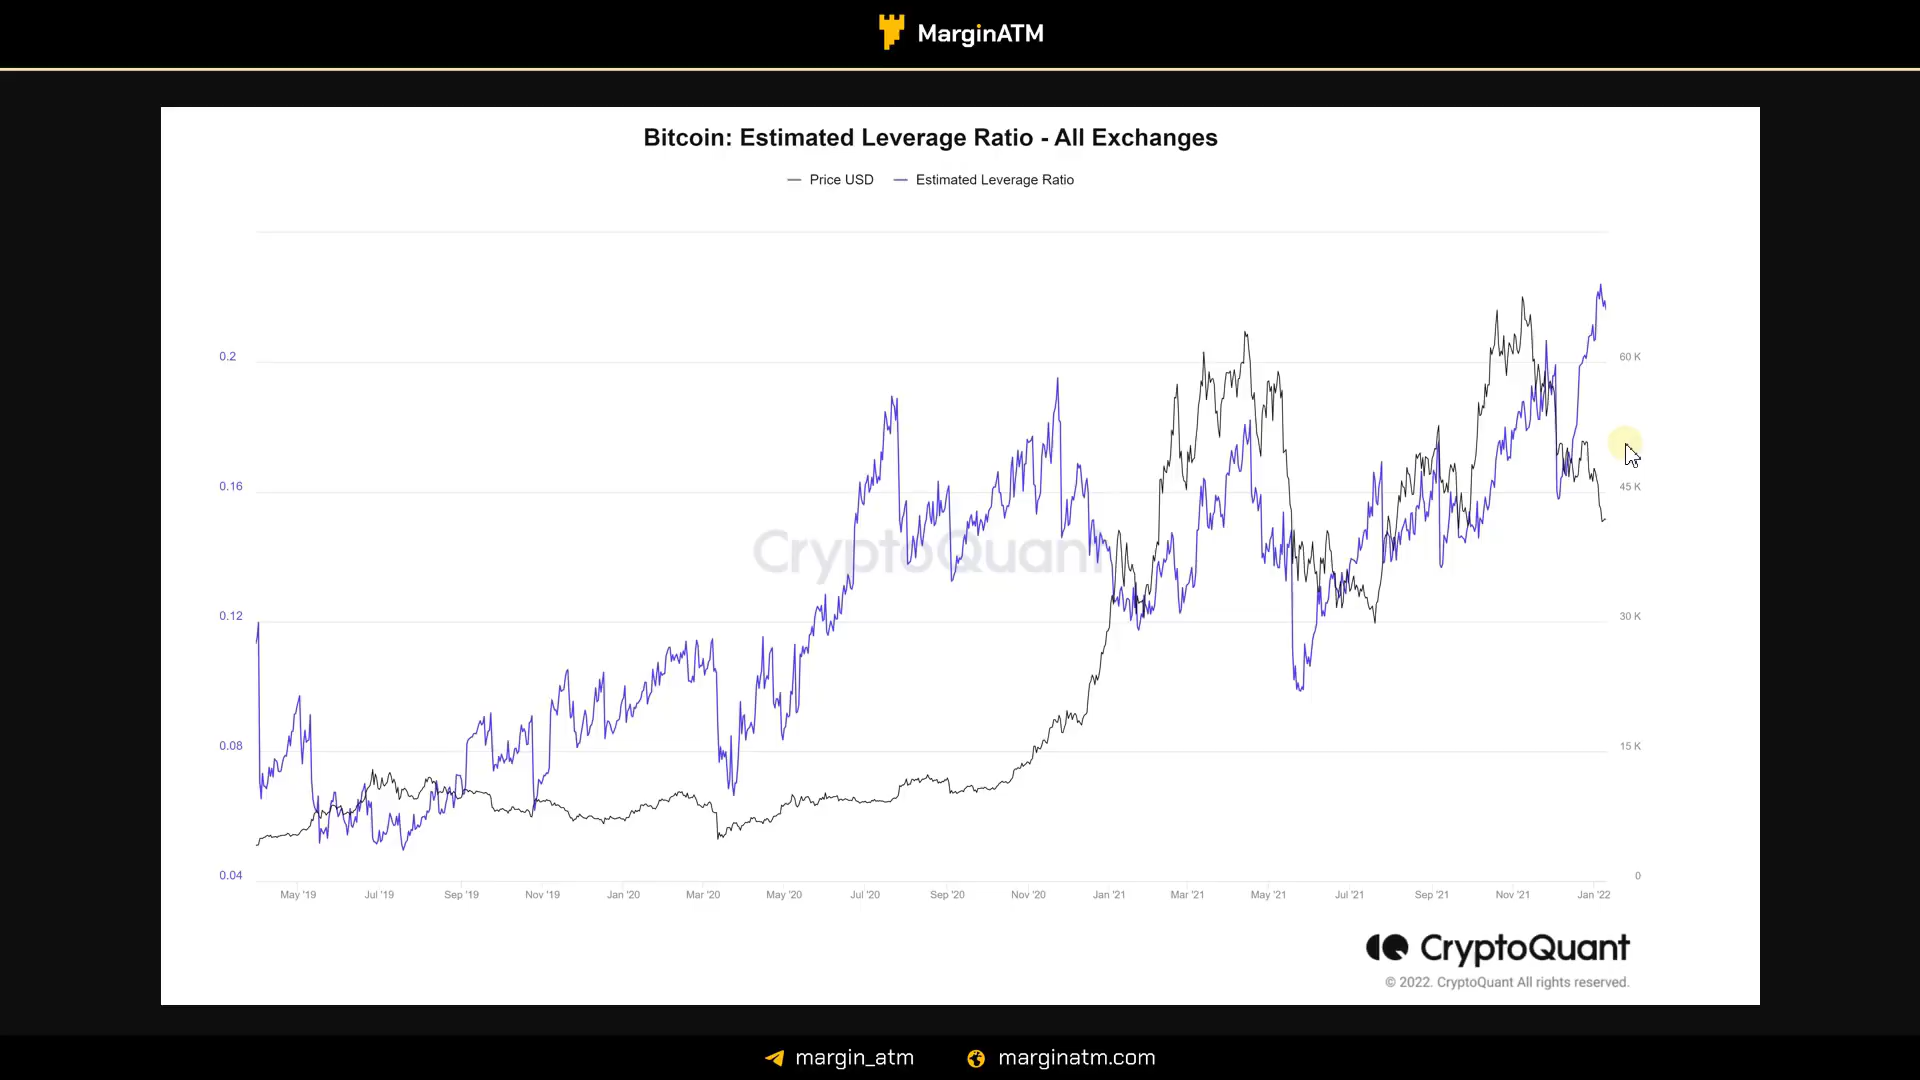 MarginATM
Bitcoin: Estimated Leverage Ratio - All Exchanges
Price USD Estimated Leverage Ratio
0.2 60 K
0.16 45 K
CryptoQuant
0.12 30 K
0.08 15 K
0.04 0
May '19 Jul '19 Sep '19 Nov '19 Jan '20 Mar '20 May '20 Jul '20 Sep '20 Nov '20 Jan '21 Mar '21 May '21 Jul '21 Sep '21 Nov '21 Jan '22
CryptoQuant
© 2022. CryptoQuant All rights reserved.
margin_atm marginatm.com